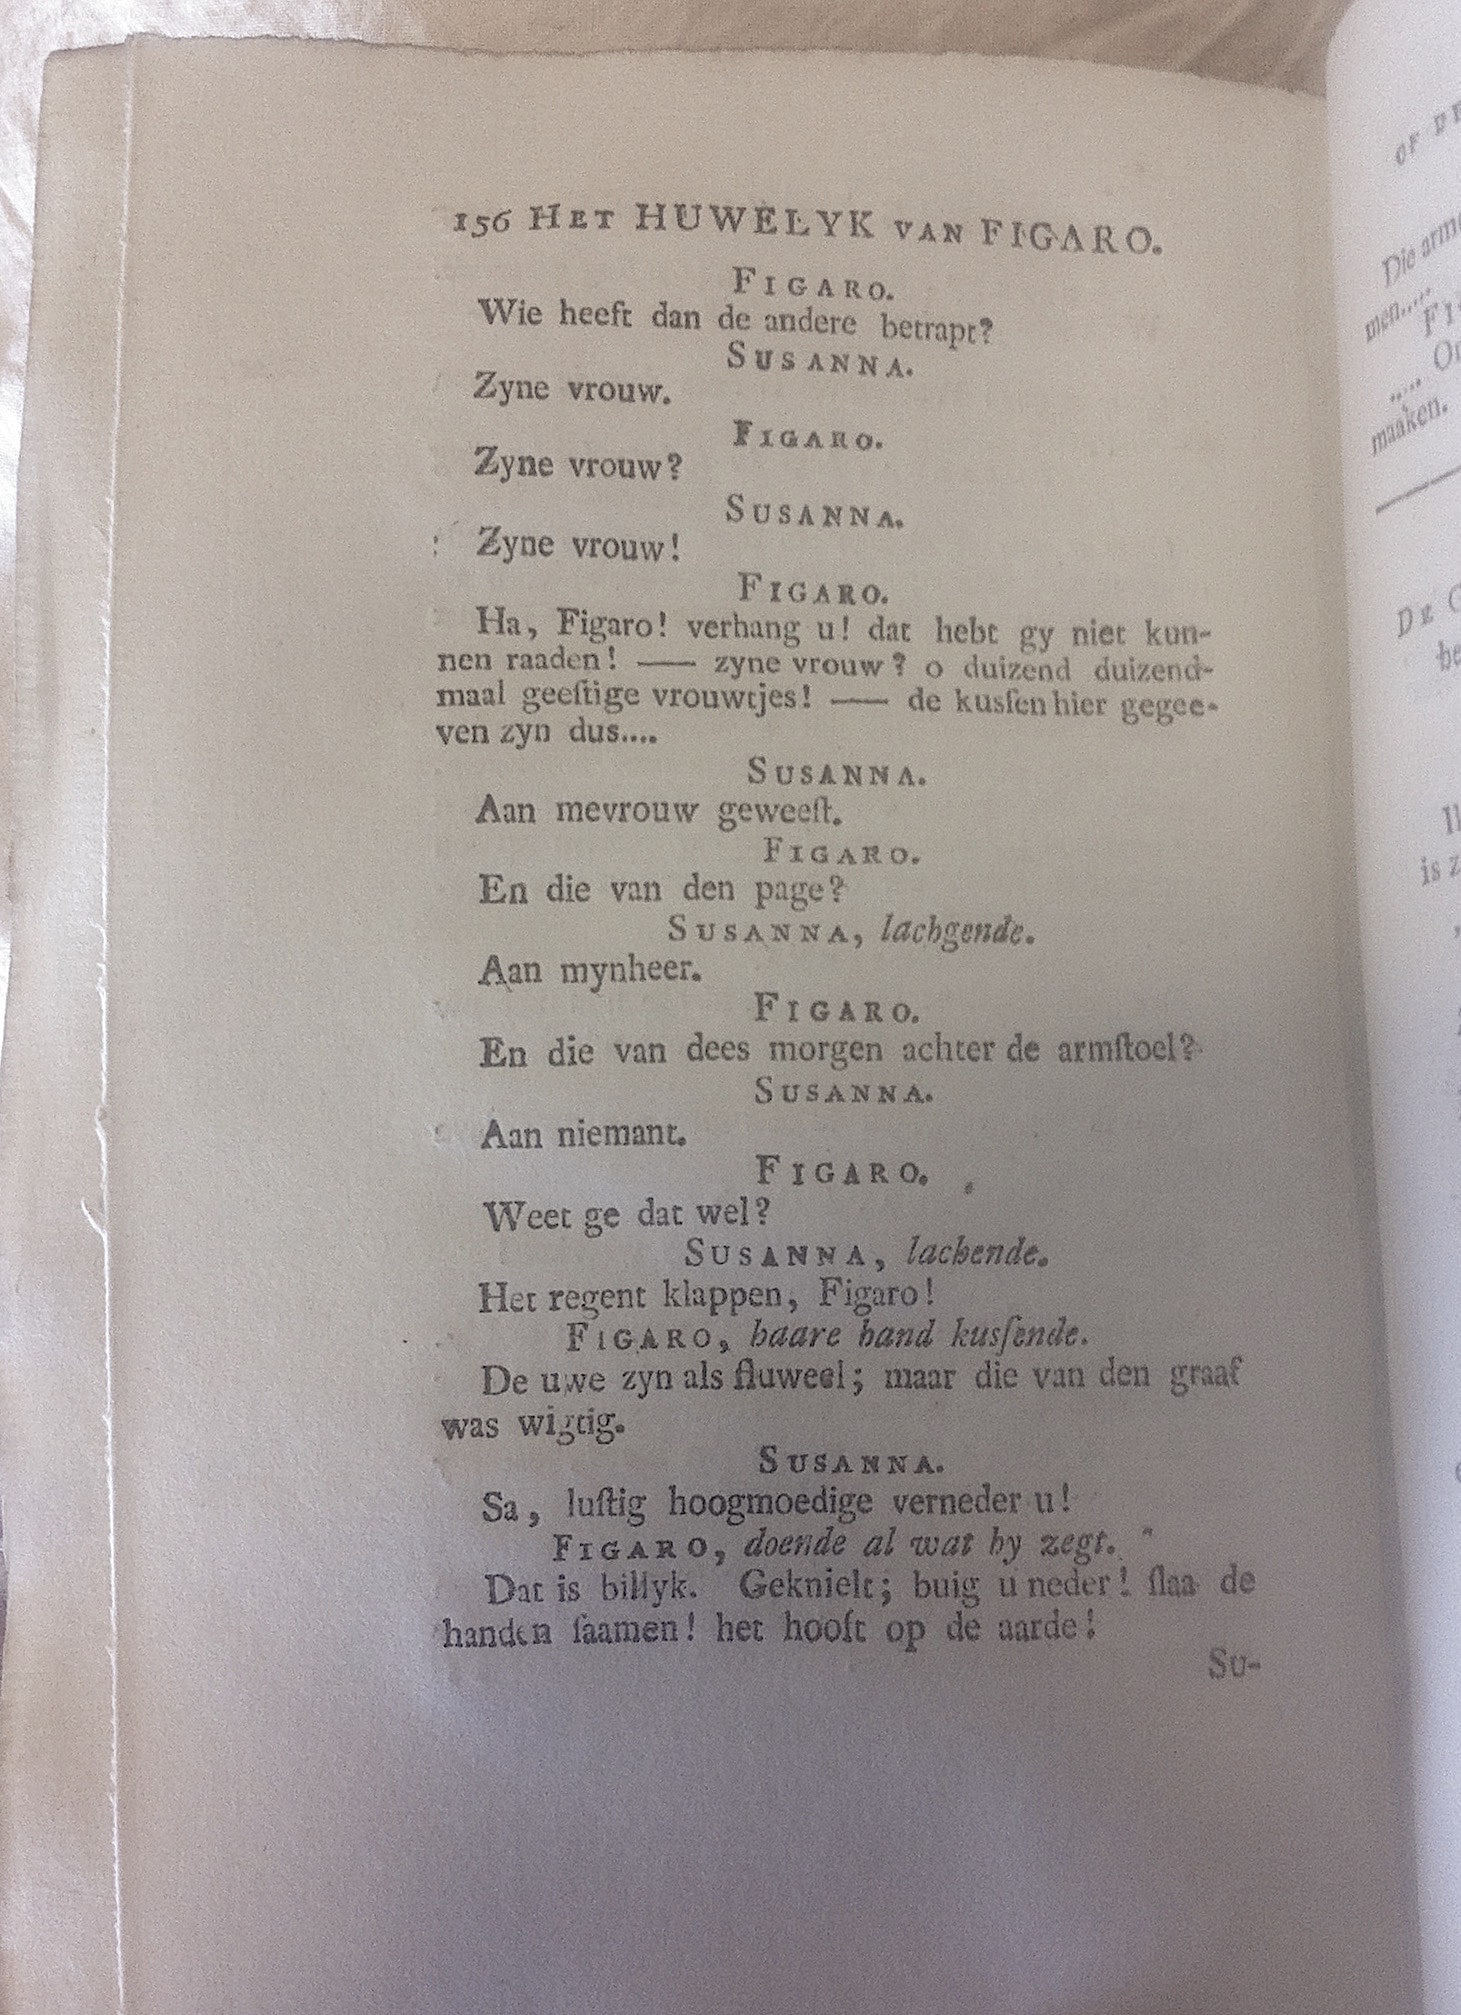 156 HET HUWELYK VAN FIGARO.
FIGARO.
Wie heeft dan de andere betrapt?
SUSANNA.
Zyne vrouw.
FIGARO.
Zyne vrouw?
SUSANNA.
Zyne vrouw!
FIGARO.
Ha, Figaro! verhang u! dat hebt gy niet kun-
nen raaden! —— zyne vrouw? o duizend duizend-
maal geeſtige vrouwtjes! —— de kusſen hier gegee-
ven zyn dus....
SUSANNA.
Aan mevrouw geweeſt.
FIGARO.
En die van den page?
SUSANNA, lachgende.
Aan mynheer.
FIGARO.
En die van dees morgen achter de armſtoel?
SUSANNA.
Aan niemant.
FIGARO.
Weet ge dat wel?
SUSANNA, lachende.
Het regent klappen, Figaro!
FIGARO, haare hand kusſende.
De uwe zyn als fluweel; maar die van den graaf
was wigtig.
SUSANNA.
Sa, luſtig hoogmoedige verneder u!
FIGARO, doende al wat hy zegt.
Dat is billyk. Geknielt; buig u neder! ſlaa de
handen ſaamen! het hooft op de aarde!
Su-
OF
Die
men.....
.....
maaken.
DE
is